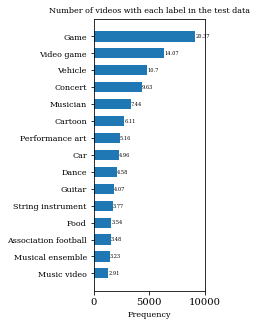 Number of videos with each label in the test data
Game 20.37
Video game 14.07
Vehicle 10.7
Concert 9.63
Musician 7.44
Cartoon 6.11
Performance art 5.16
Car 4.96
Dance 4.58
Guitar 4.07
String instrument 3.77
Food 3.54
Association football 3.48
Musical ensemble 3.23
Music video 2.91
0 5000 10000
Frequency